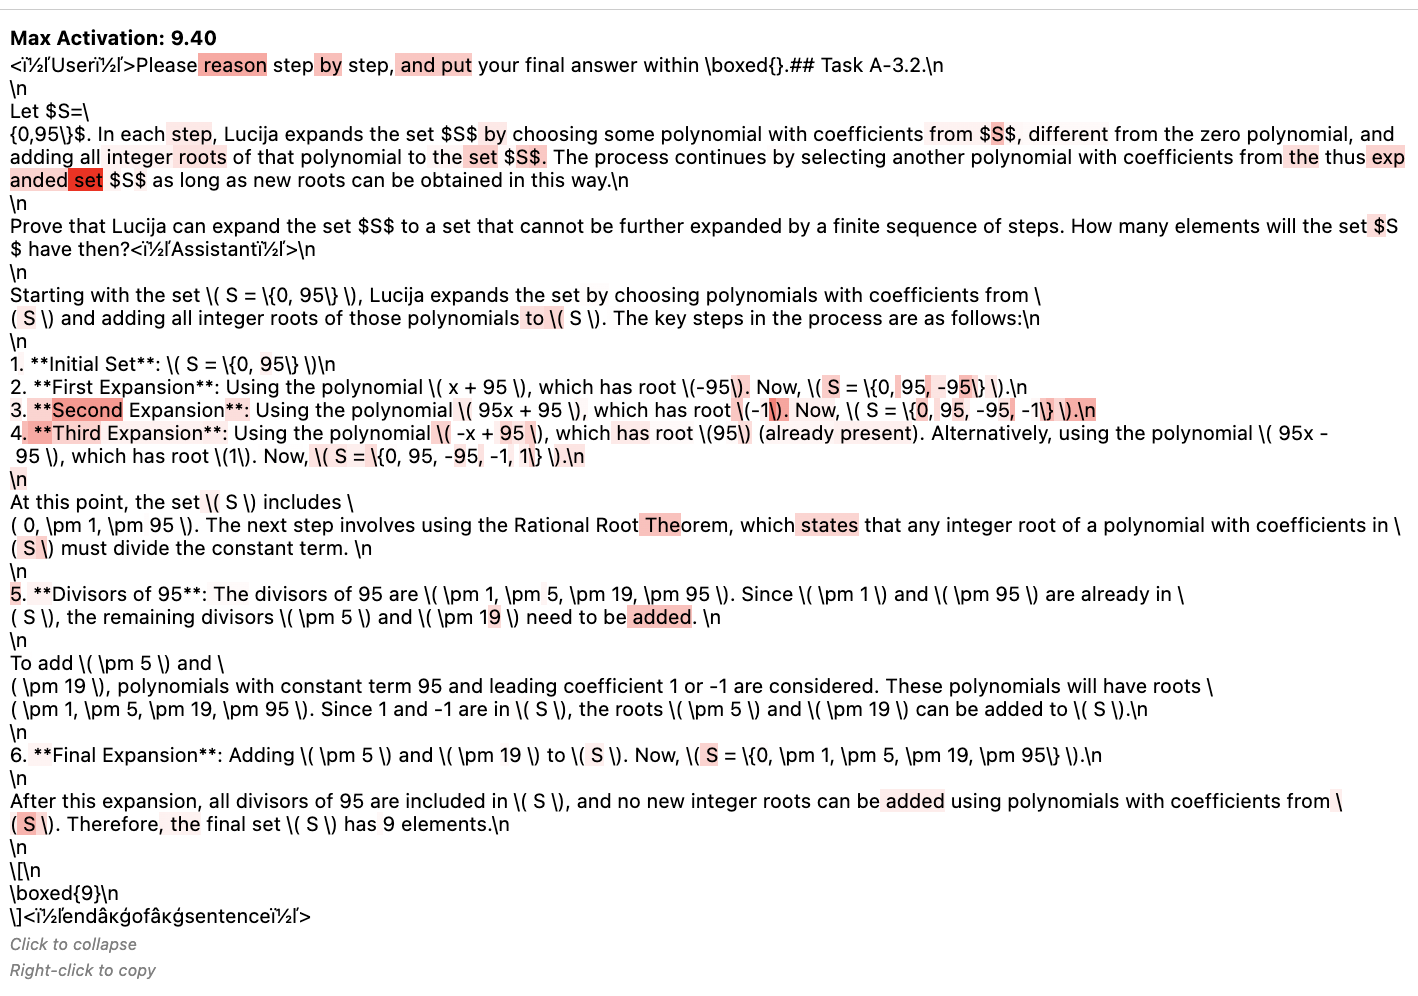 Max Activation: 9.40
<ï½ľUserï½ľ>Please reason step by step, and put your final answer within \boxed{}.## Task A-3.2.\n
\n
Let $S=\
{0,95\}$. In each step, Lucija expands the set $S$ by choosing some polynomial with coefficients from $S$, different from the zero polynomial, and
adding all integer roots of that polynomial to the set $S$. The process continues by selecting another polynomial with coefficients from the thus exp
anded set $S$ as long as new roots can be obtained in this way.\n
\n
Prove that Lucija can expand the set $S$ to a set that cannot be further expanded by a finite sequence of steps. How many elements will the set $S
$ have then?<ï½ľAssistantï½ľ>\n
\n
Starting with the set \( S = \{0, 95\} \), Lucija expands the set by choosing polynomials with coefficients from \
( S \) and adding all integer roots of those polynomials to \( S \). The key steps in the process are as follows:\n
\n
1. **Initial Set**: \( S = \{0, 95\} \)\n
2. **First Expansion**: Using the polynomial \( x + 95 \), which has root \(-95\). Now, \( S = \{0, 95, -95\} \).\n
3. **Second Expansion**: Using the polynomial \( 95x + 95 \), which has root \(-1\). Now, \( S = \{0, 95, -95, -1\} \).\n
4. **Third Expansion**: Using the polynomial \( -x + 95 \), which has root \(95\) (already present). Alternatively, using the polynomial \( 95x -
95 \), which has root \(1\). Now, \( S = \{0, 95, -95, -1, 1\} \).\n
\n
At this point, the set \( S \) includes \
( 0, \pm 1, \pm 95 \). The next step involves using the Rational Root Theorem, which states that any integer root of a polynomial with coefficients in \
( S \) must divide the constant term. \n
\n
5. **Divisors of 95**: The divisors of 95 are \( \pm 1, \pm 5, \pm 19, \pm 95 \). Since \( \pm 1 \) and \( \pm 95 \) are already in \
( S \), the remaining divisors \( \pm 5 \) and \( \pm 19 \) need to be added. \n
\n
To add \( \pm 5 \) and \
( \pm 19 \), polynomials with constant term 95 and leading coefficient 1 or -1 are considered. These polynomials will have roots \
( \pm 1, \pm 5, \pm 19, \pm 95 \). Since 1 and -1 are in \( S \), the roots \( \pm 5 \) and \( \pm 19 \) can be added to \( S \).\n
\n
6. **Final Expansion**: Adding \( \pm 5 \) and \( \pm 19 \) to \( S \). Now, \( S = \{0, \pm 1, \pm 5, \pm 19, \pm 95\} \).\n
\n
After this expansion, all divisors of 95 are included in \( S \), and no new integer roots can be added using polynomials with coefficients from \
( S \). Therefore, the final set \( S \) has 9 elements.\n
\n
\[\n
\boxed{9}\n
\]<ï½ľendâĸģofâĸģsentenceï½ľ>
Click to collapse
Right-click to copy